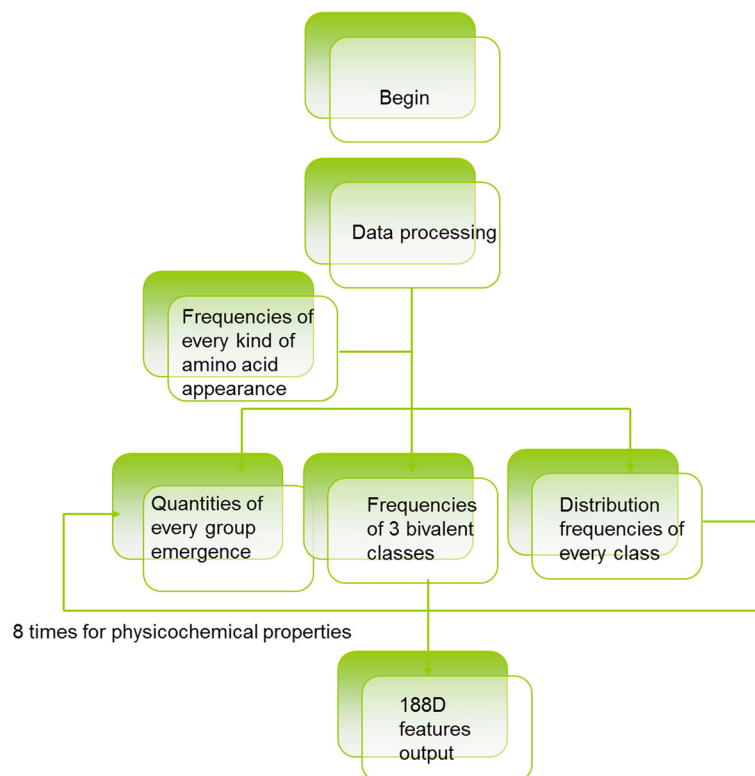 Begin
Data processing
Frequencies of
every kind of
amino acid
appearance
Quantities of
every group
emergence
Frequencies
of 3 bivalent
classes
Distribution
frequencies of
every class
8 times for physicochemical properties
188D
features
output